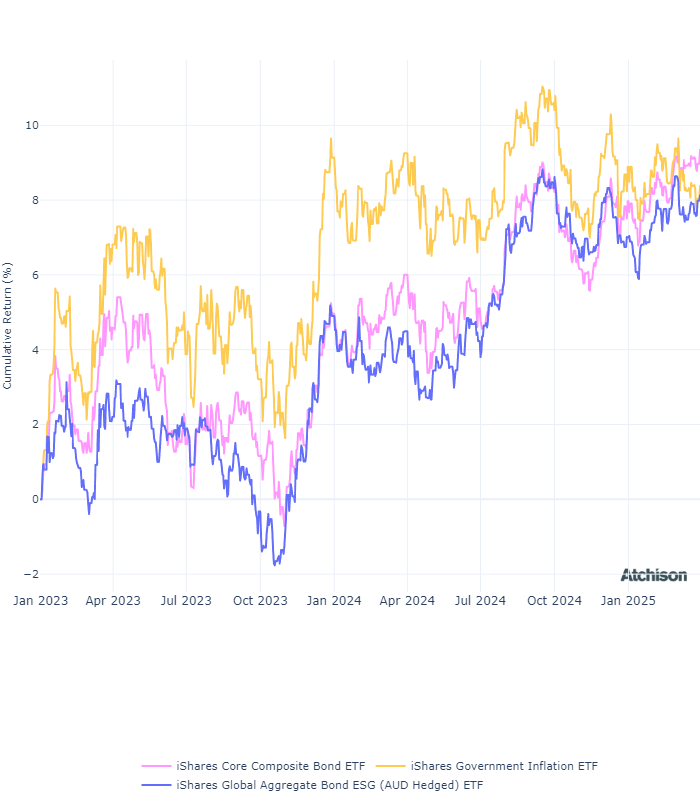 10
8
6
4
2
0
−2
Cumulative Return (%)
Jan 2023 Apr 2023 Jul 2023 Oct 2023 Jan 2024 Apr 2024 Jul 2024 Oct 2024 Jan 2025
Atchison
iShares Core Composite Bond ETF iShares Government Inflation ETF
iShares Global Aggregate Bond ESG (AUD Hedged) ETF